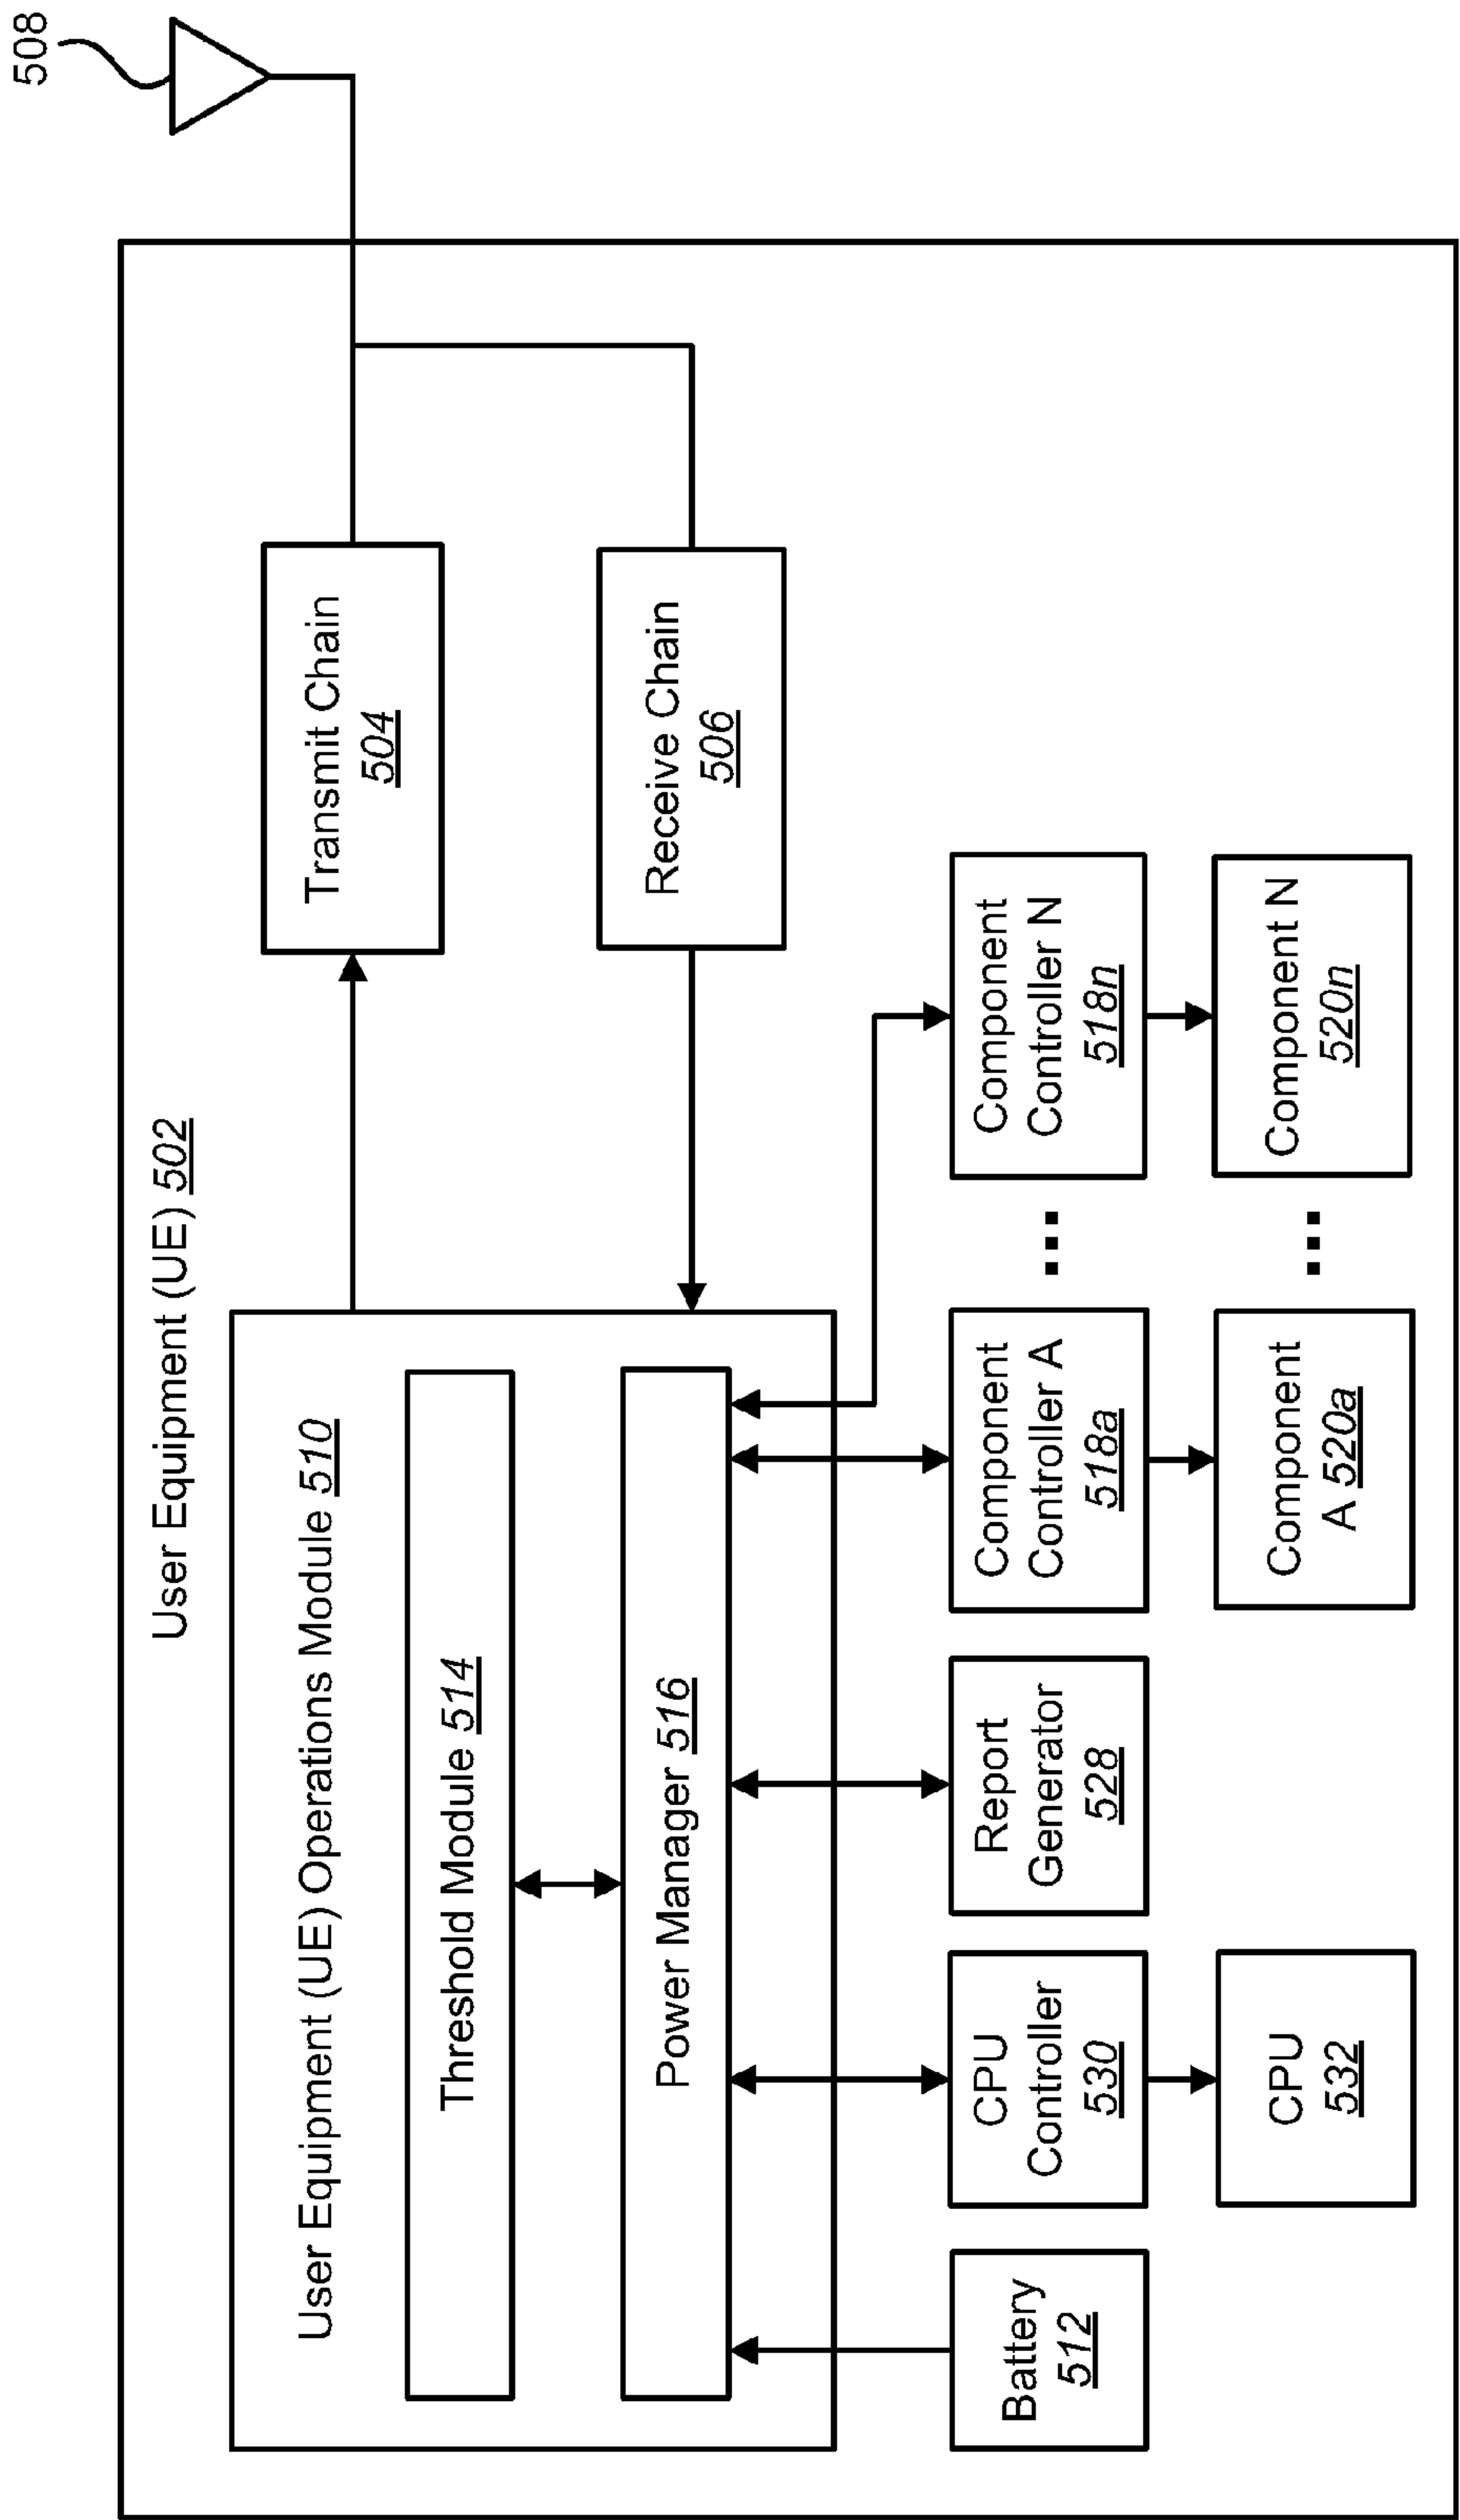 508
User Equipment (UE) 502
User Equipment (UE) Operations Module 510
Threshold Module 514
Power Manager 516
Transmit Chain
504
Receive Chain
506
Battery
512
CPU
Controller
530
CPU
532
Report
Generator
528
Component
Controller A
518a
Component
A 520a
...
...
Component
Controller N
518n
Component N
520n